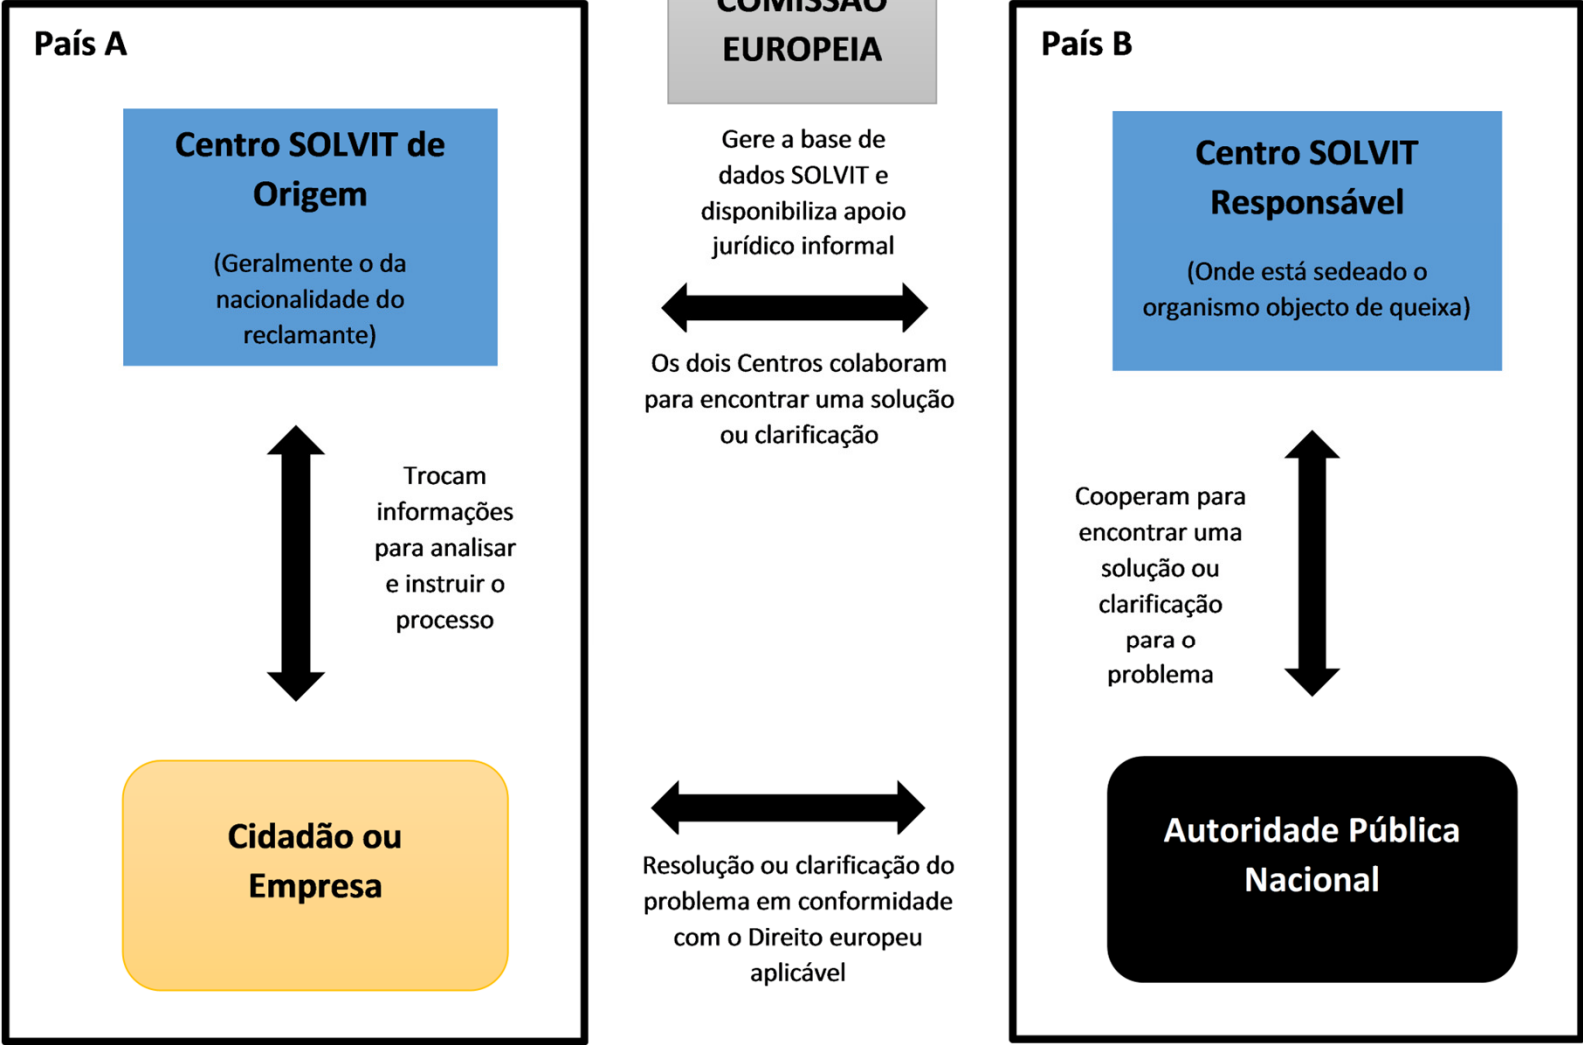 País A
Centro SOLVIT de
Origem
(Geralmente o da
nacionalidade do
reclamante)
Trocam
informações
para analisar
e instruir o
processo
Cidadão ou
Empresa
COMISSÃO
EUROPEIA
Gere a base de
dados SOLVIT e
disponibiliza apoio
jurídico informal
Os dois Centros colaboram
para encontrar uma solução
ou clarificação
Resolução ou clarificação do
problema em conformidade
com o Direito europeu
aplicável
País B
Centro SOLVIT
Responsável
(Onde está sedeado o
organismo objecto de queixa)
Cooperam para
encontrar uma
solução ou
clarificação
para o
problema
Autoridade Pública
Nacional